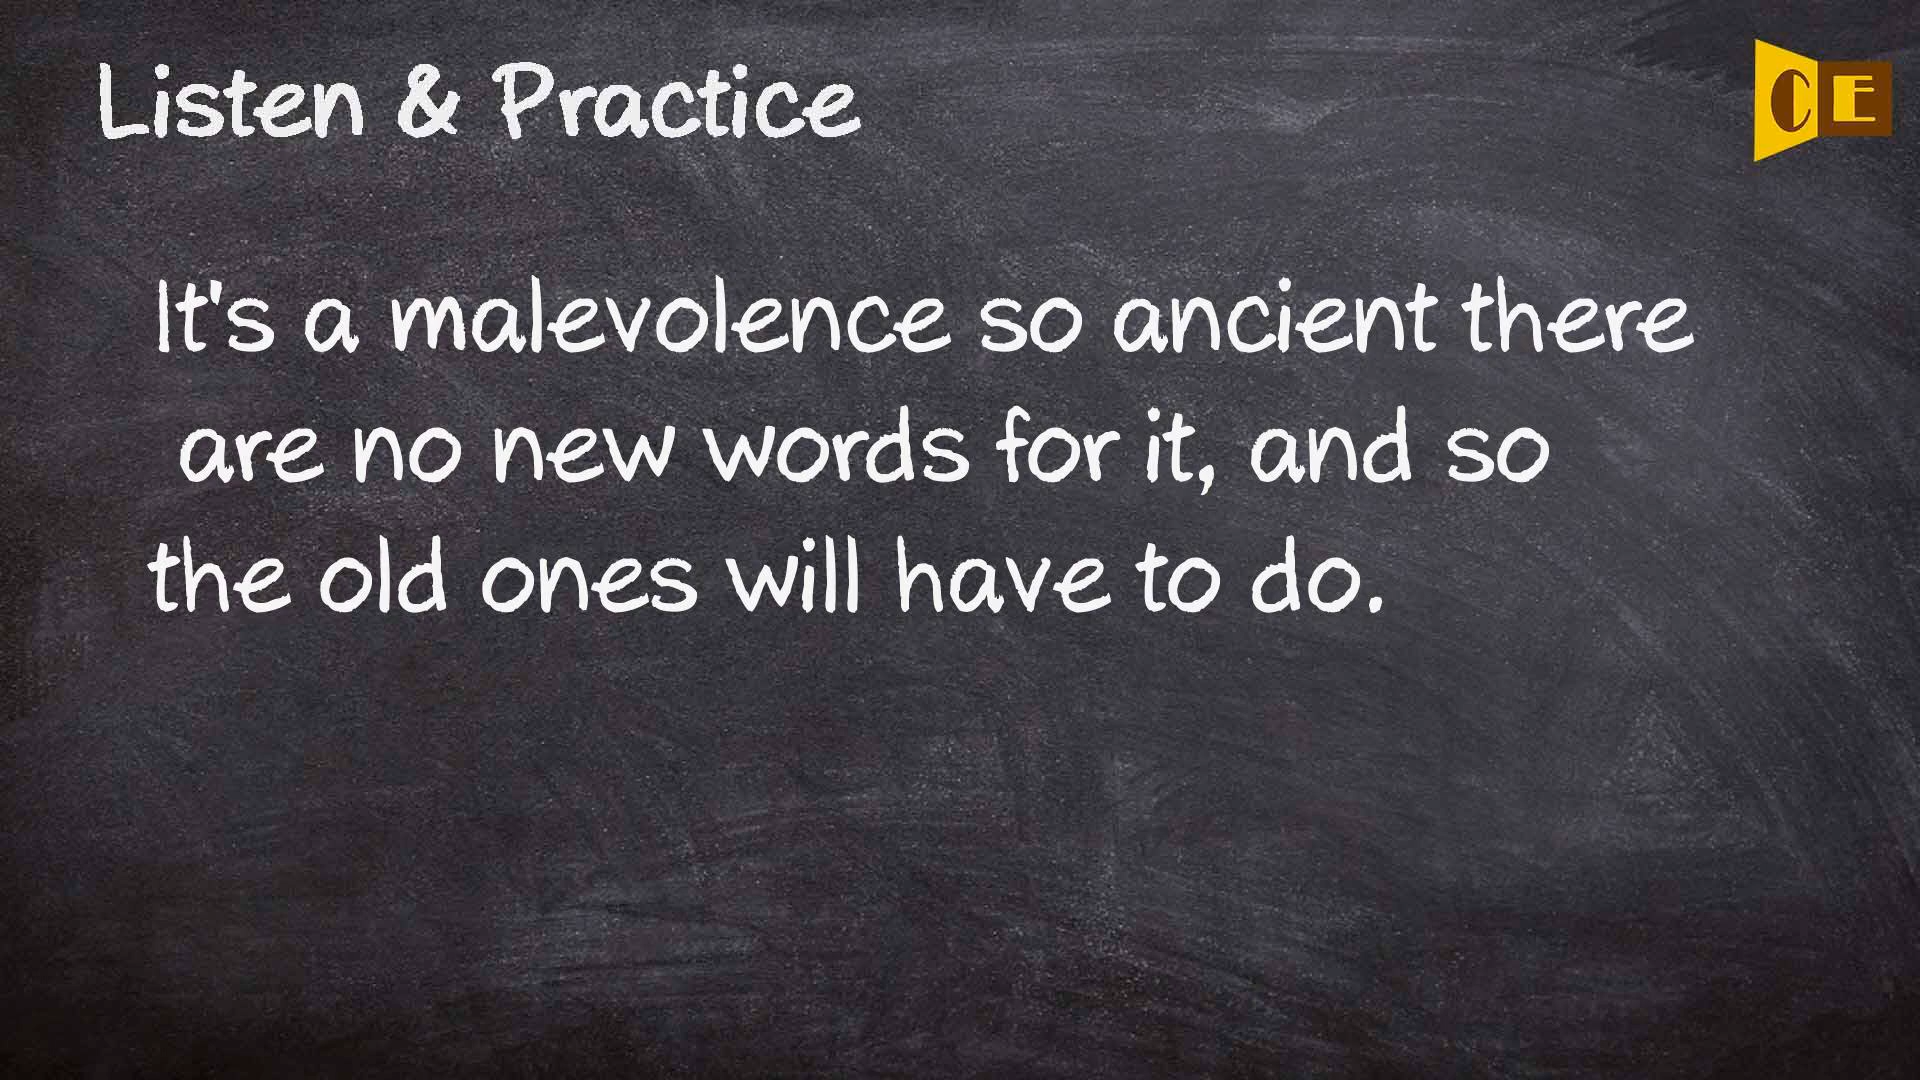 Listen & Practice
CE
It's a malevolence so ancient there
are no new words for it, and so
the old ones will have to do.